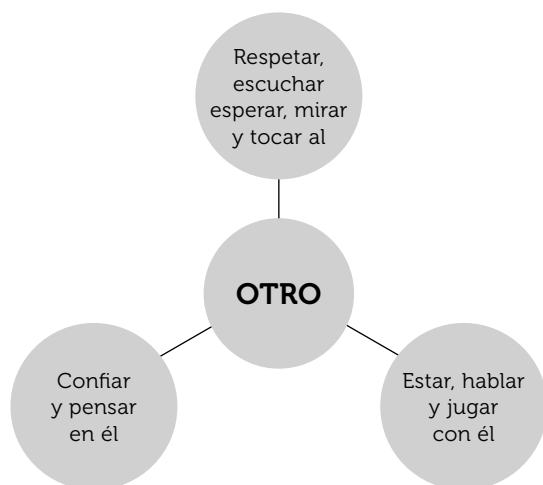 Respetar,
escuchar
esperar, mirar
y tocar al
OTRO
Confiar
y pensar
en él
Estar, hablar
y jugar
con él